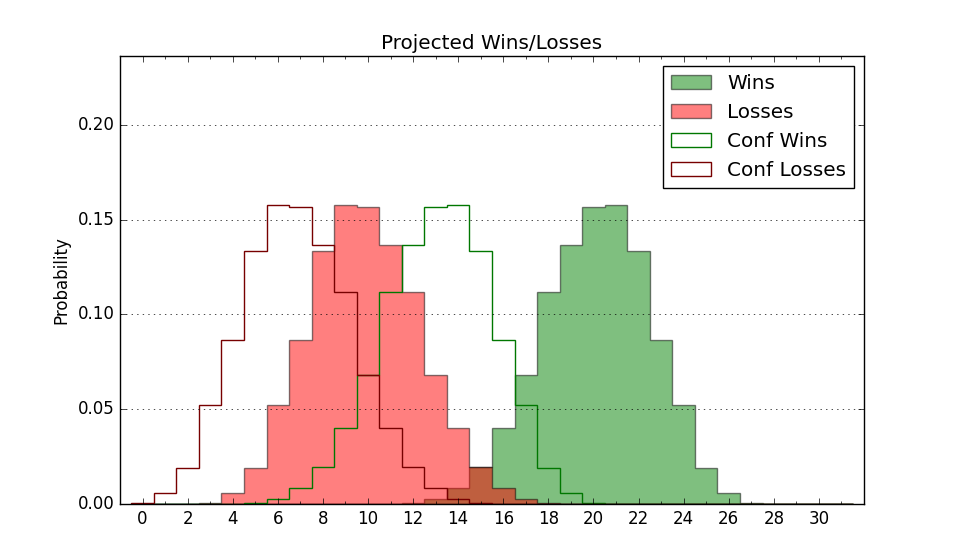 Projected Wins/Losses
Wins
Losses
Conf Wins
Conf Losses
Probability
0.20
0.15
0.10
0.05
0.00
0 2 4 6 8 10 12 14 16 18 20 22 24 26 28 30